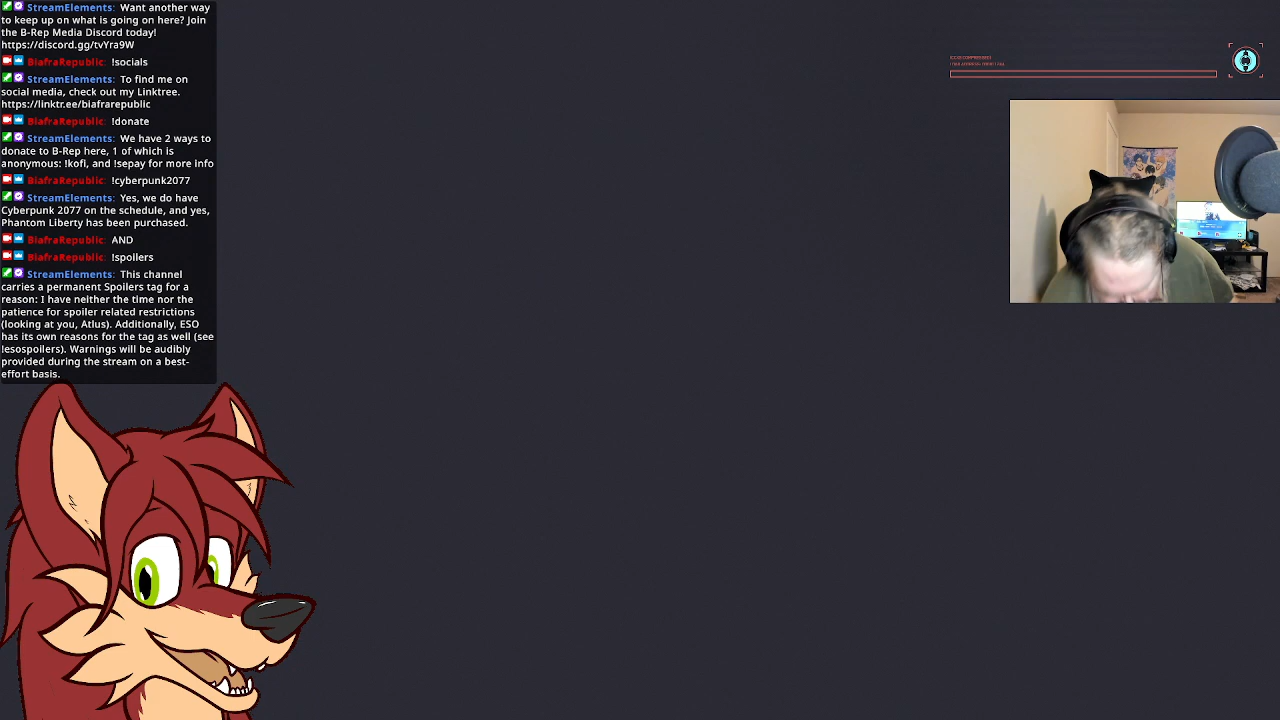 StreamElements: Want another way
to keep up on what is going on here? Join
the B-Rep Media Discord today!
https://discord.gg/tvYra9W
BiafraRepublic: !socials
StreamElements: To find me on
social media, check out my Linktree.
https://linktr.ee/biafrarepublic
BiafraRepublic: !donate
StreamElements: We have 2 ways to
donate to B-Rep here, 1 of which is
anonymous: !kofi, and !sepay for more info
BiafraRepublic: !cyberpunk2077
StreamElements: Yes, we do have
Cyberpunk 2077 on the schedule, and yes,
Phantom Liberty has been purchased.
BiafraRepublic: AND
BiafraRepublic: !spoilers
StreamElements: This channel
carries a permanent Spoilers tag for a
reason: I have neither the time nor the
patience for spoiler related restrictions
(looking at you, Atlus). Additionally, ESO
has its own reasons for the tag as well (see
!esospoilers). Warnings will be audibly
provided during the stream on a best-
effort basis.